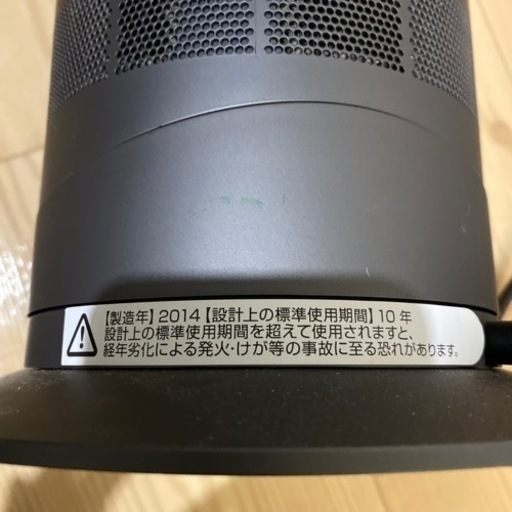 【製造年】2014【設計上の標準使用期間】10年
設計上の標準使用期間を超えて使用されますと、
経年劣化による発火・けが等の事故に至る恐れがあります。